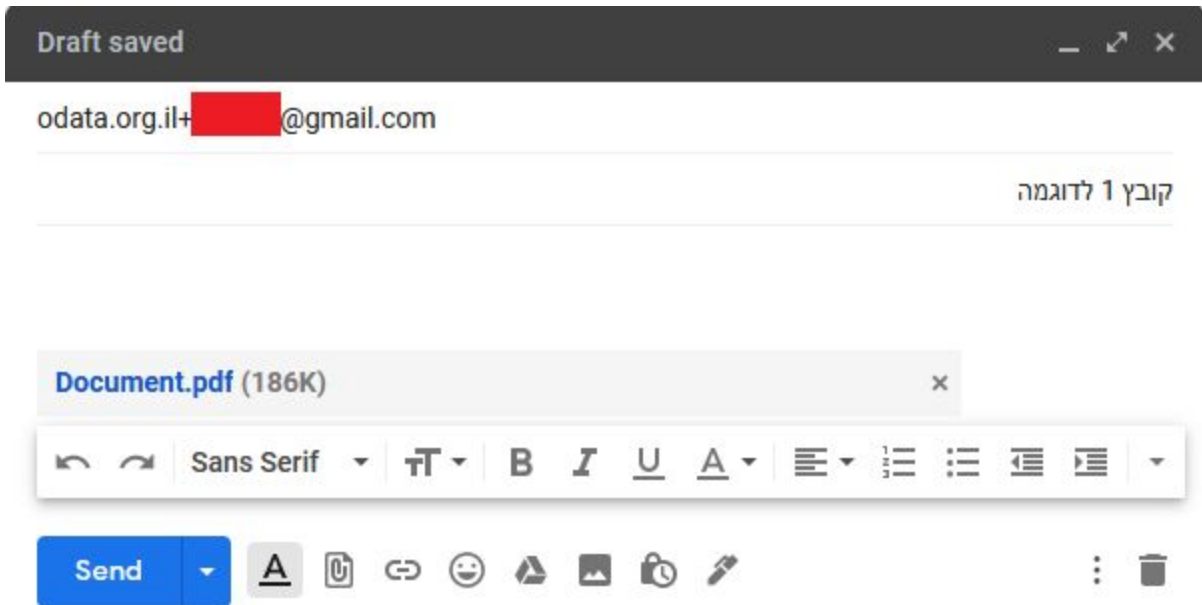 Draft saved
odata.org.il+ @gmail.com
קובץ 1 לדוגמה
Document.pdf (186K)
Sans Serif
Send